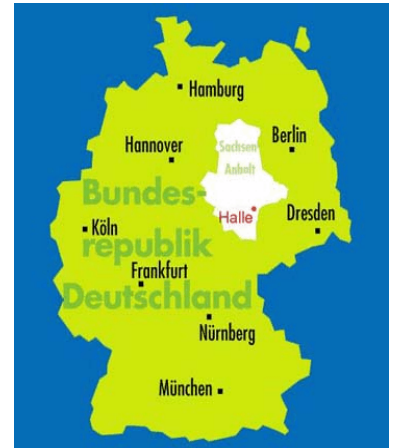 Hamburg
Hannover
Sachsen
Anhalt
Berlin
Bundes-
republik
Deutschland
Halle
Dresden
Köln
Frankfurt
Nürnberg
München